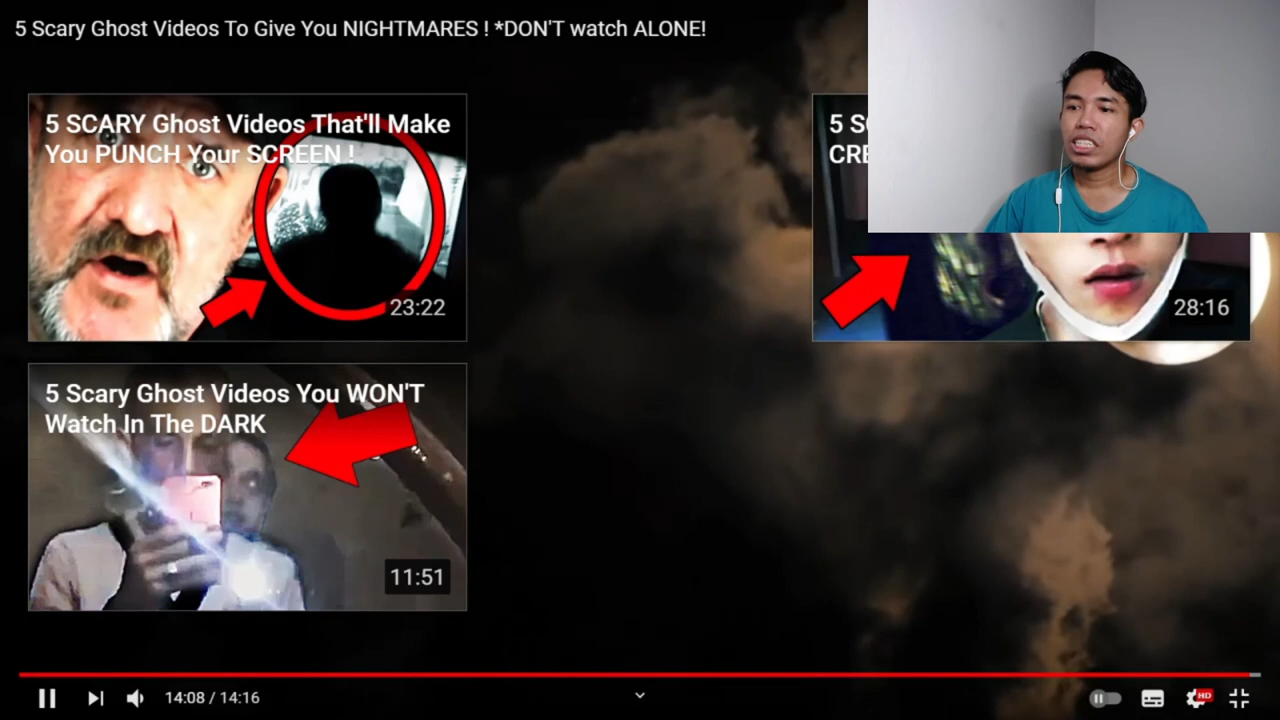 5 Scary Ghost Videos To Give You NIGHTMARES ! *DON'T watch ALONE!
5 SCARY Ghost Videos That'll Make
You PUNCH Your SCREEN !
23:22
5 S
CRE
28:16
5 Scary Ghost Videos You WON'T
Watch In The DARK
11:51
14:08 / 14:16
HD